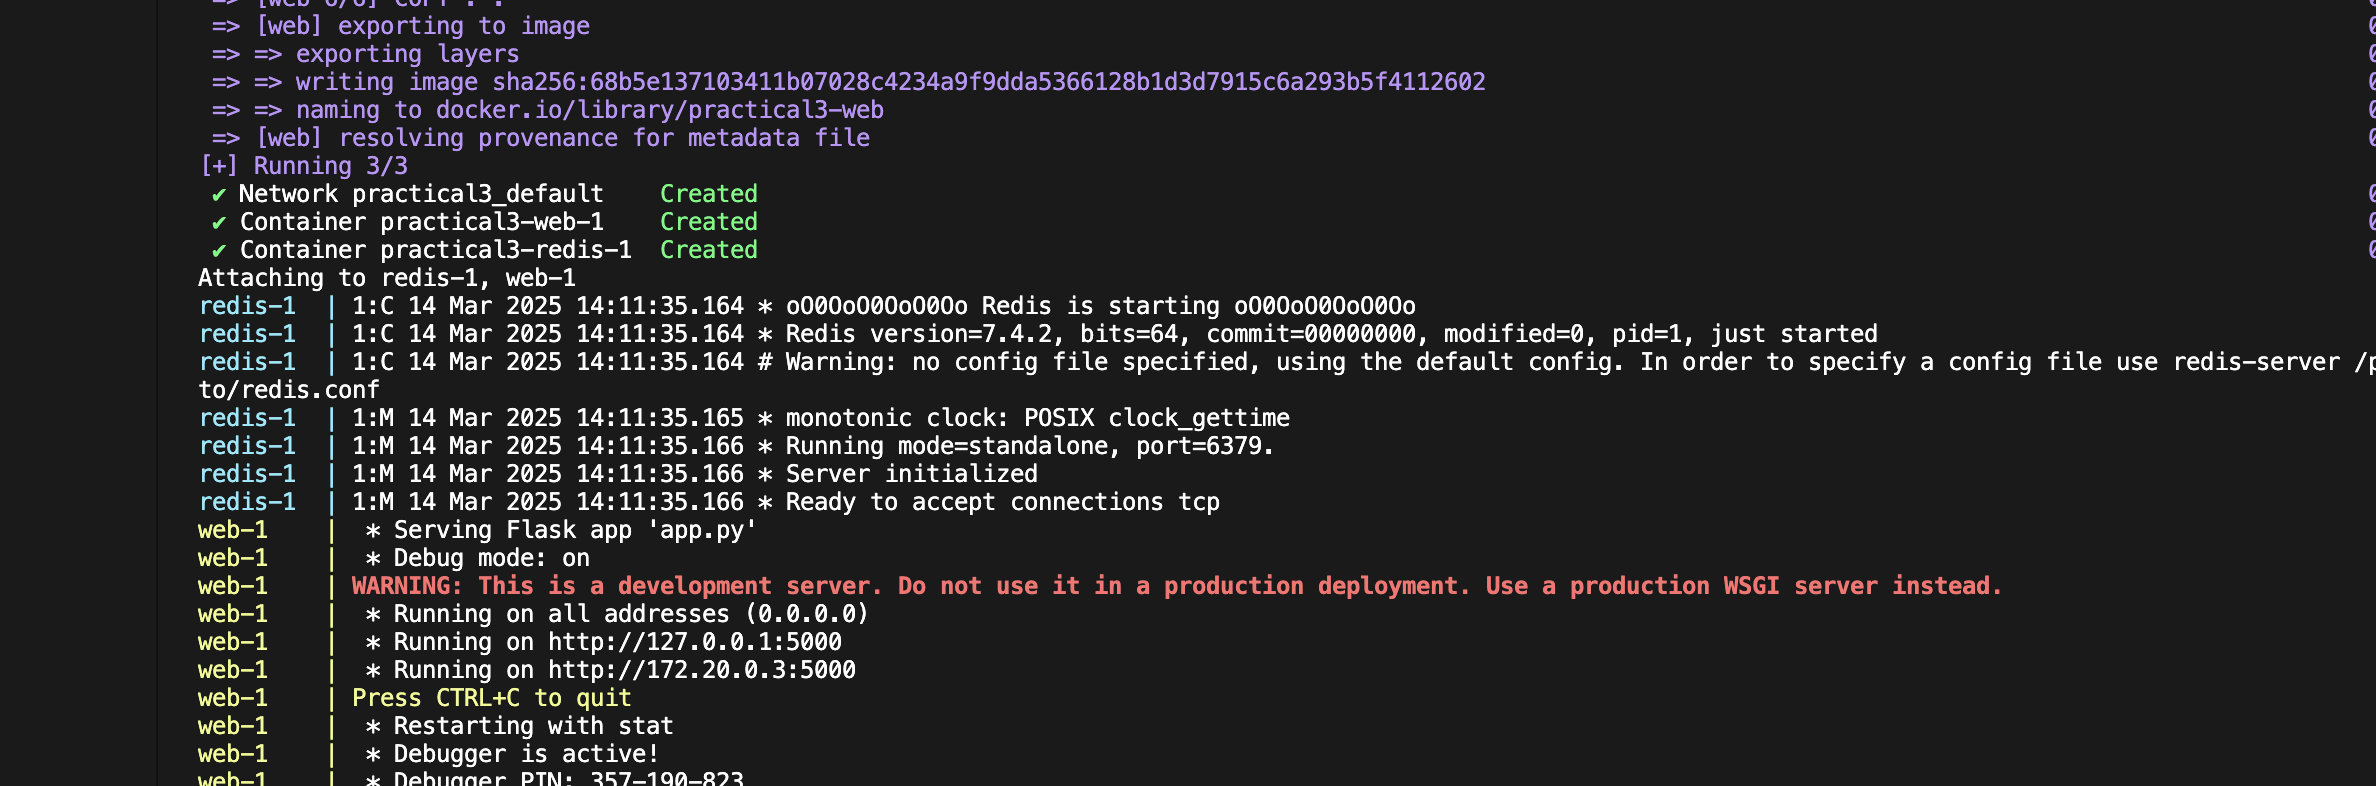 => [web] exporting to image
=> => exporting layers
=> => writing image sha256:68b5e137103411b07028c4234a9f9dda5366128b1d3d7915c6a293b5f4112602
=> => naming to docker.io/library/practical3-web
=> [web] resolving provenance for metadata file
[+] Running 3/3
✔ Network practical3_default    Created
✔ Container practical3-web-1    Created
✔ Container practical3-redis-1  Created
Attaching to redis-1, web-1
redis-1  | 1:C 14 Mar 2025 14:11:35.164 * oO0OoO0OoO0Oo Redis is starting oO0OoO0OoO0Oo
redis-1  | 1:C 14 Mar 2025 14:11:35.164 * Redis version=7.4.2, bits=64, commit=00000000, modified=0, pid=1, just started
redis-1  | 1:C 14 Mar 2025 14:11:35.164 # Warning: no config file specified, using the default config. In order to specify a config file use redis-server /p
to/redis.conf
redis-1  | 1:M 14 Mar 2025 14:11:35.165 * monotonic clock: POSIX clock_gettime
redis-1  | 1:M 14 Mar 2025 14:11:35.166 * Running mode=standalone, port=6379.
redis-1  | 1:M 14 Mar 2025 14:11:35.166 * Server initialized
redis-1  | 1:M 14 Mar 2025 14:11:35.166 * Ready to accept connections tcp
web-1    |  * Serving Flask app 'app.py'
web-1    |  * Debug mode: on
web-1    | WARNING: This is a development server. Do not use it in a production deployment. Use a production WSGI server instead.
web-1    |  * Running on all addresses (0.0.0.0)
web-1    |  * Running on http://127.0.0.1:5000
web-1    |  * Running on http://172.20.0.3:5000
web-1    | Press CTRL+C to quit
web-1    |  * Restarting with stat
web-1    |  * Debugger is active!
web-1    |  * Debugger PIN: 357-190-823